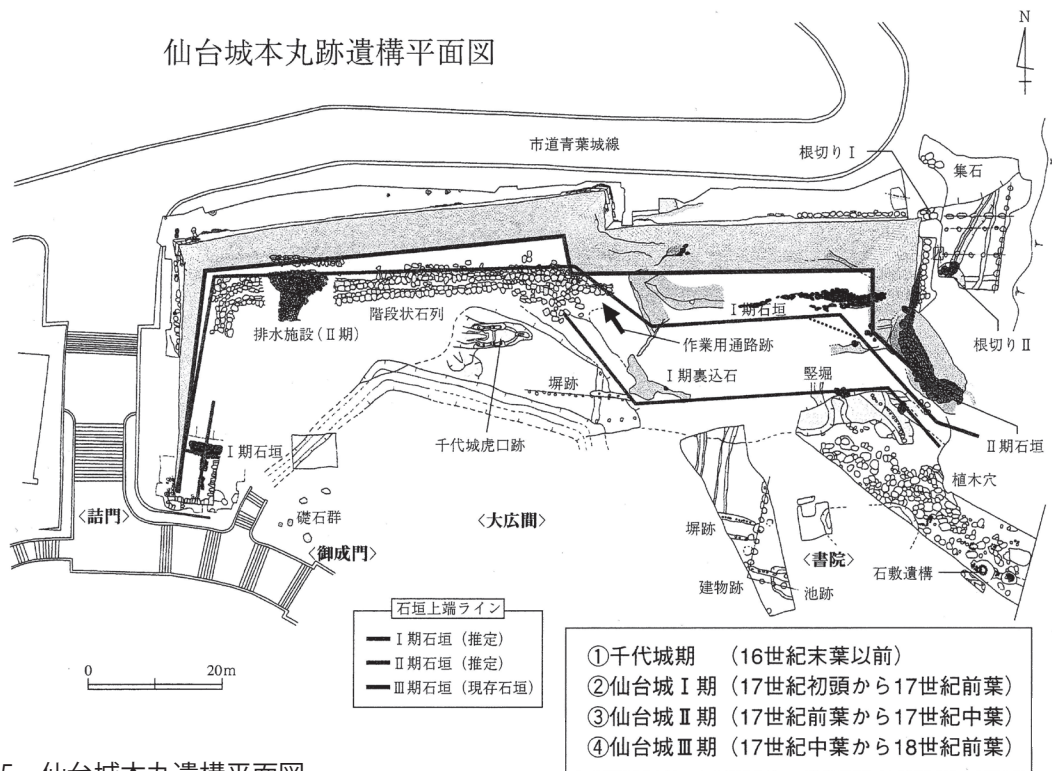 仙台城本丸跡遺構平面図
N
市道青葉城線
根切りⅠ
集石
排水施設(Ⅱ期)
階段状石列
Ⅰ期石垣
作業用通路跡
根切りⅡ
Ⅰ期裏込石
竪堀
塀跡
千代城虎口跡
Ⅰ期石垣
Ⅱ期石垣
植木穴
〈詰門〉
礎石群
〈大広間〉
塀跡
〈御成門〉
〈書院〉
石敷遺構
建物跡
池跡
石垣上端ライン
Ⅰ期石垣(推定)
Ⅱ期石垣(推定)
Ⅲ期石垣(現存石垣)
0 20m
①千代城期 (16世紀末葉以前)
②仙台城Ⅰ期(17世紀初頭から17世紀前葉)
③仙台城Ⅱ期(17世紀前葉から17世紀中葉)
④仙台城Ⅲ期(17世紀中葉から18世紀前葉)
5 仙台城本丸遺構平面図